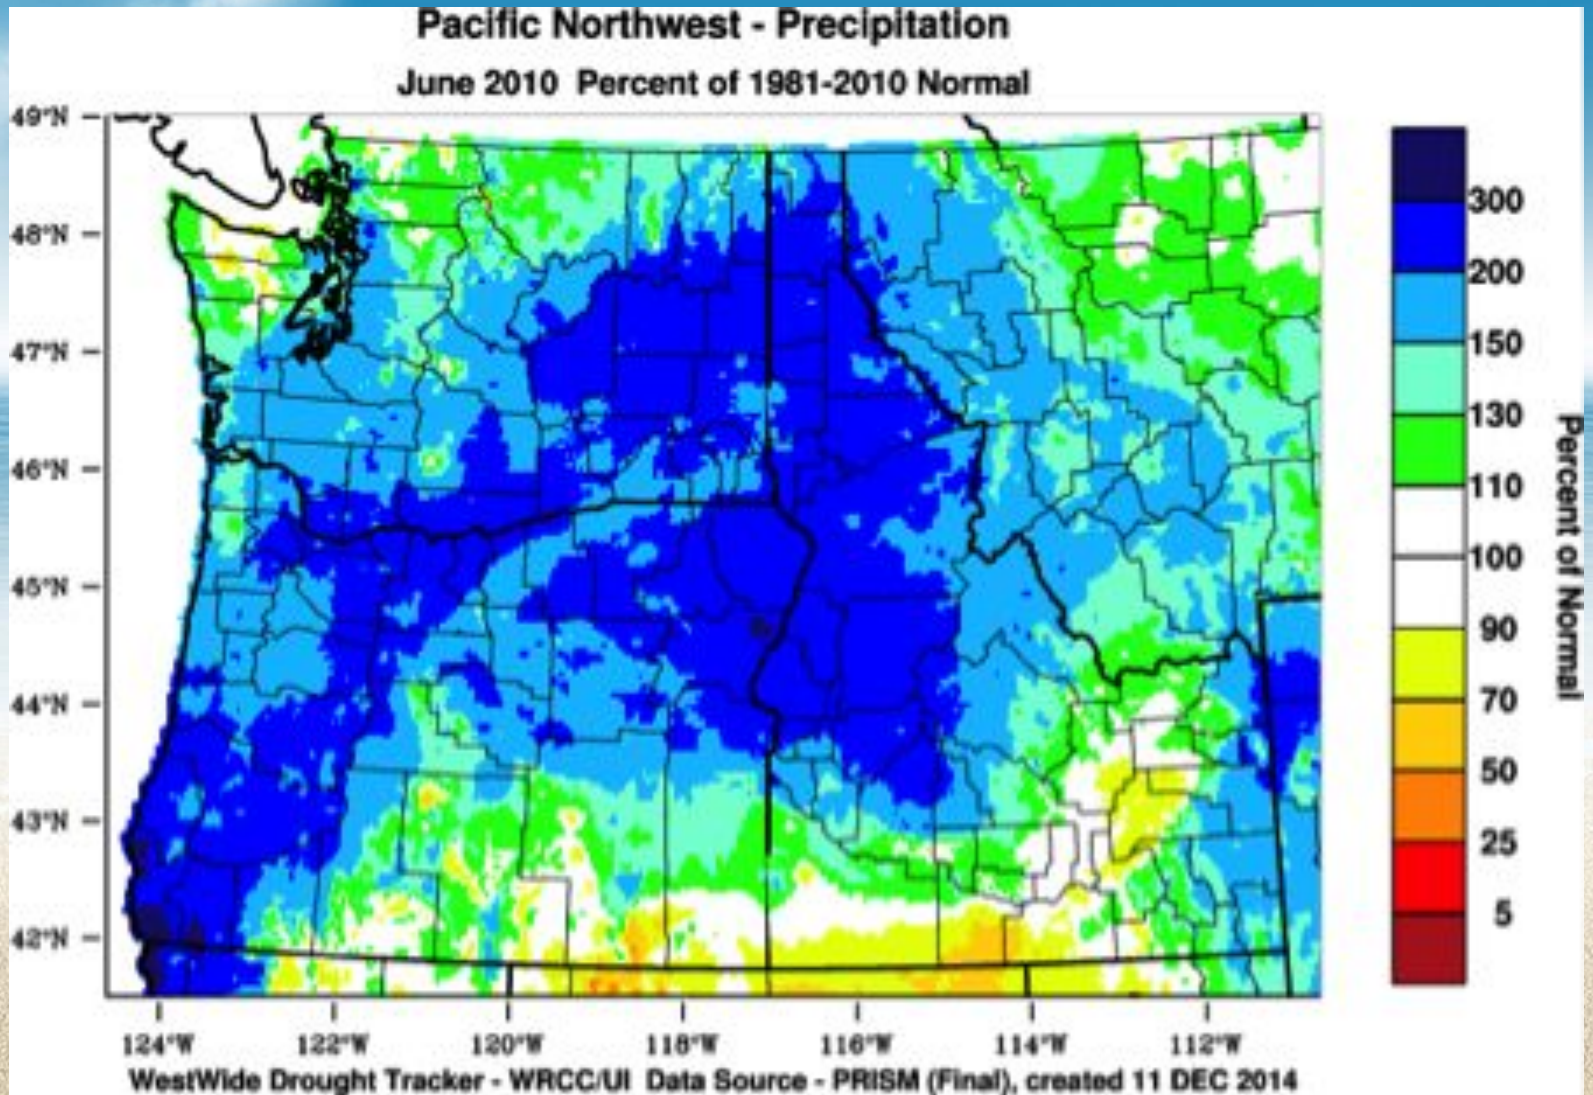 Pacific Northwest - Precipitation
June 2010 Percent of 1981-2010 Normal
49°N
48°N
47°N
46°N
45°N
44°N
43°N
42°N
124°W 122°W 120°W 118°W 116°W 114°W 112°W
300
200
150
130
110
100
90
70
50
25
5
Percent of Normal
WestWide Drought Tracker - WRCC/UI Data Source - PRISM (Final), created 11 DEC 2014